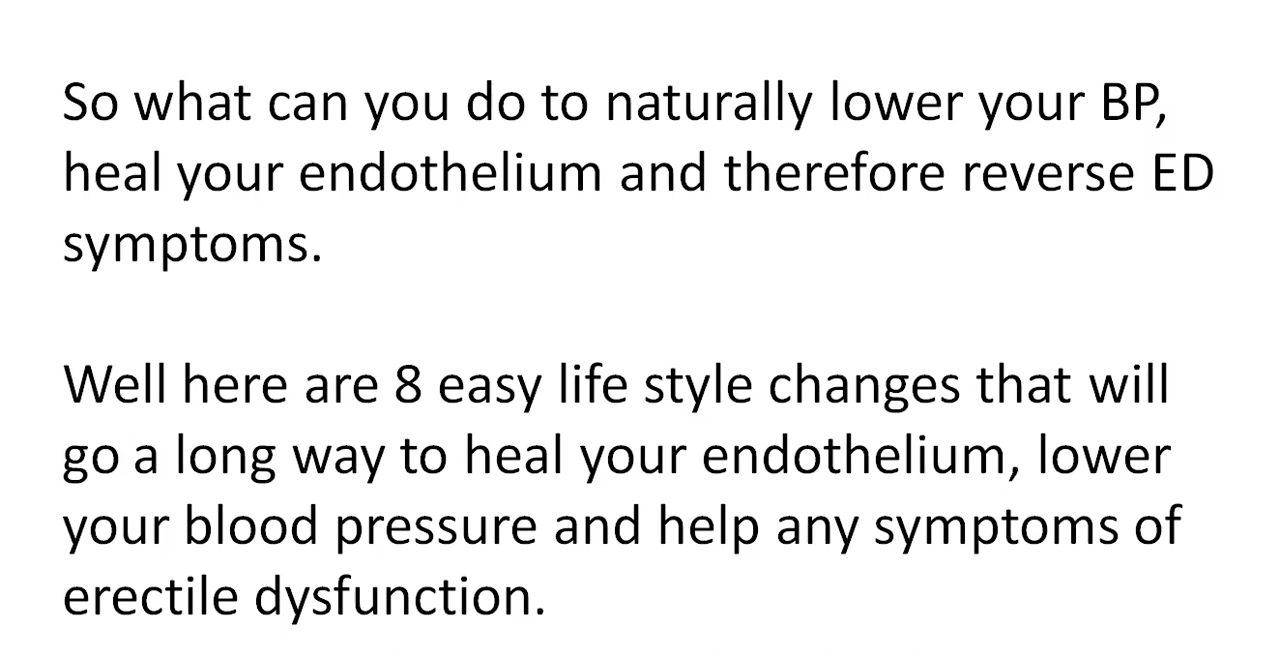 So what can you do to naturally lower your BP,
heal your endothelium and therefore reverse ED
symptoms.
Well here are 8 easy life style changes that will
go a long way to heal your endothelium, lower
your blood pressure and help any symptoms of
erectile dysfunction.